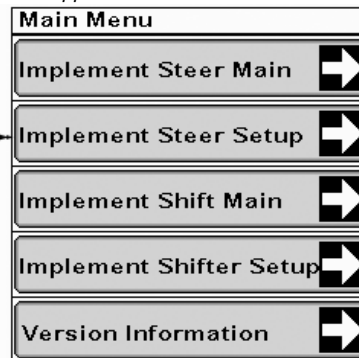 Main Menu
Implement Steer Main
Implement Steer Setup
Implement Shift Main
Implement Shifter Setup
Version Information